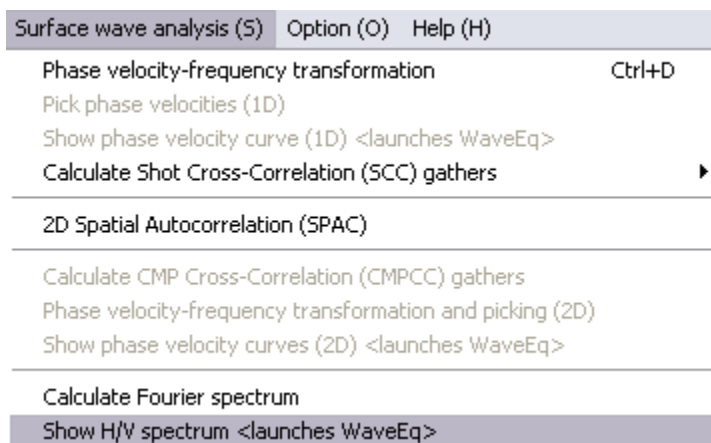 Surface wave analysis (S) Option (O) Help (H)
Phase velocity-frequency transformation Ctrl+D
Pick phase velocities (1D)
Show phase velocity curve (1D) <launches WaveEq>
Calculate Shot Cross-Correlation (SCC) gathers
2D Spatial Autocorrelation (SPAC)
Calculate CMP Cross-Correlation (CMPCC) gathers
Phase velocity-frequency transformation and picking (2D)
Show phase velocity curves (2D) <launches WaveEq>
Calculate Fourier spectrum
Show H/V spectrum <launches WaveEq>